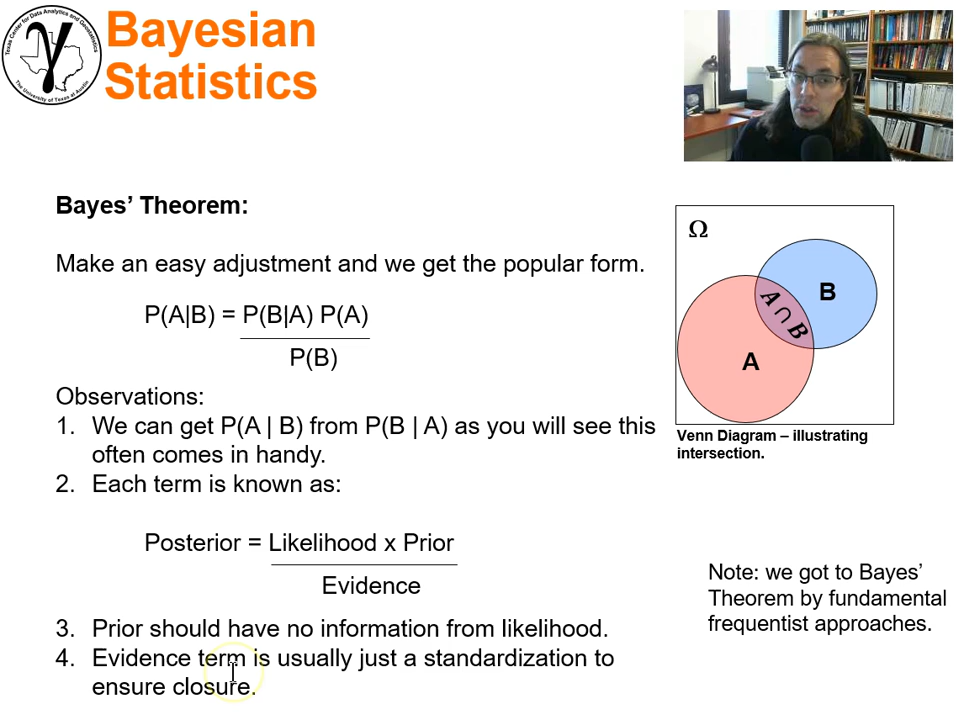 Texas Center for Data Analytics and Geostatistics
The University of Texas at Austin
Bayesian
Statistics
Bayes’ Theorem:
Make an easy adjustment and we get the popular form.
P(A|B) = P(B|A) P(A)
P(B)
Observations:
1. We can get P(A | B) from P(B | A) as you will see this
often comes in handy.
2. Each term is known as:
Posterior = Likelihood x Prior
Evidence
3. Prior should have no information from likelihood.
4. Evidence term is usually just a standardization to
ensure closure.
Ω
B
A ∩ B
A
Venn Diagram – illustrating
intersection.
Note: we got to Bayes’
Theorem by fundamental
frequentist approaches.